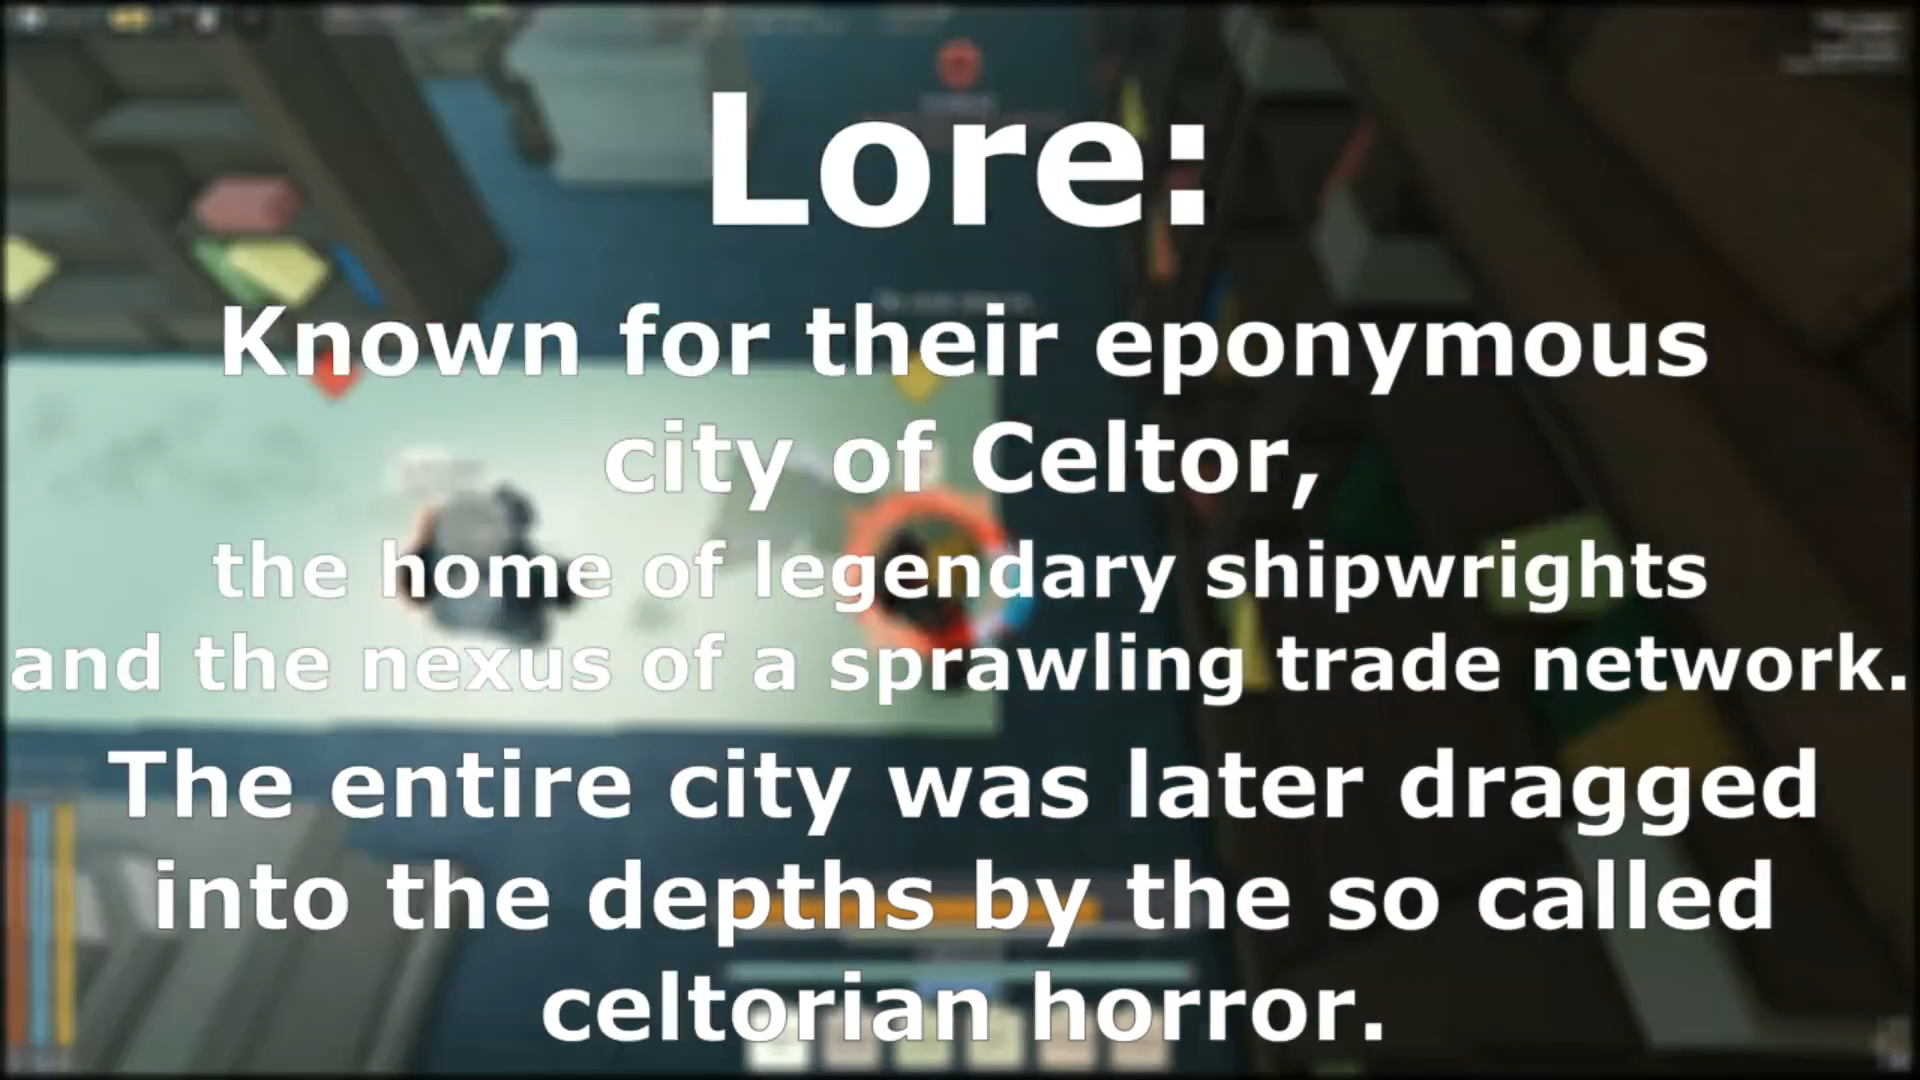 Lore:
Known for their eponymous
city of Celtor,
the home of legendary shipwrights
and the nexus of a sprawling trade network.
The entire city was later dragged
into the depths by the so called
celtorian horror.